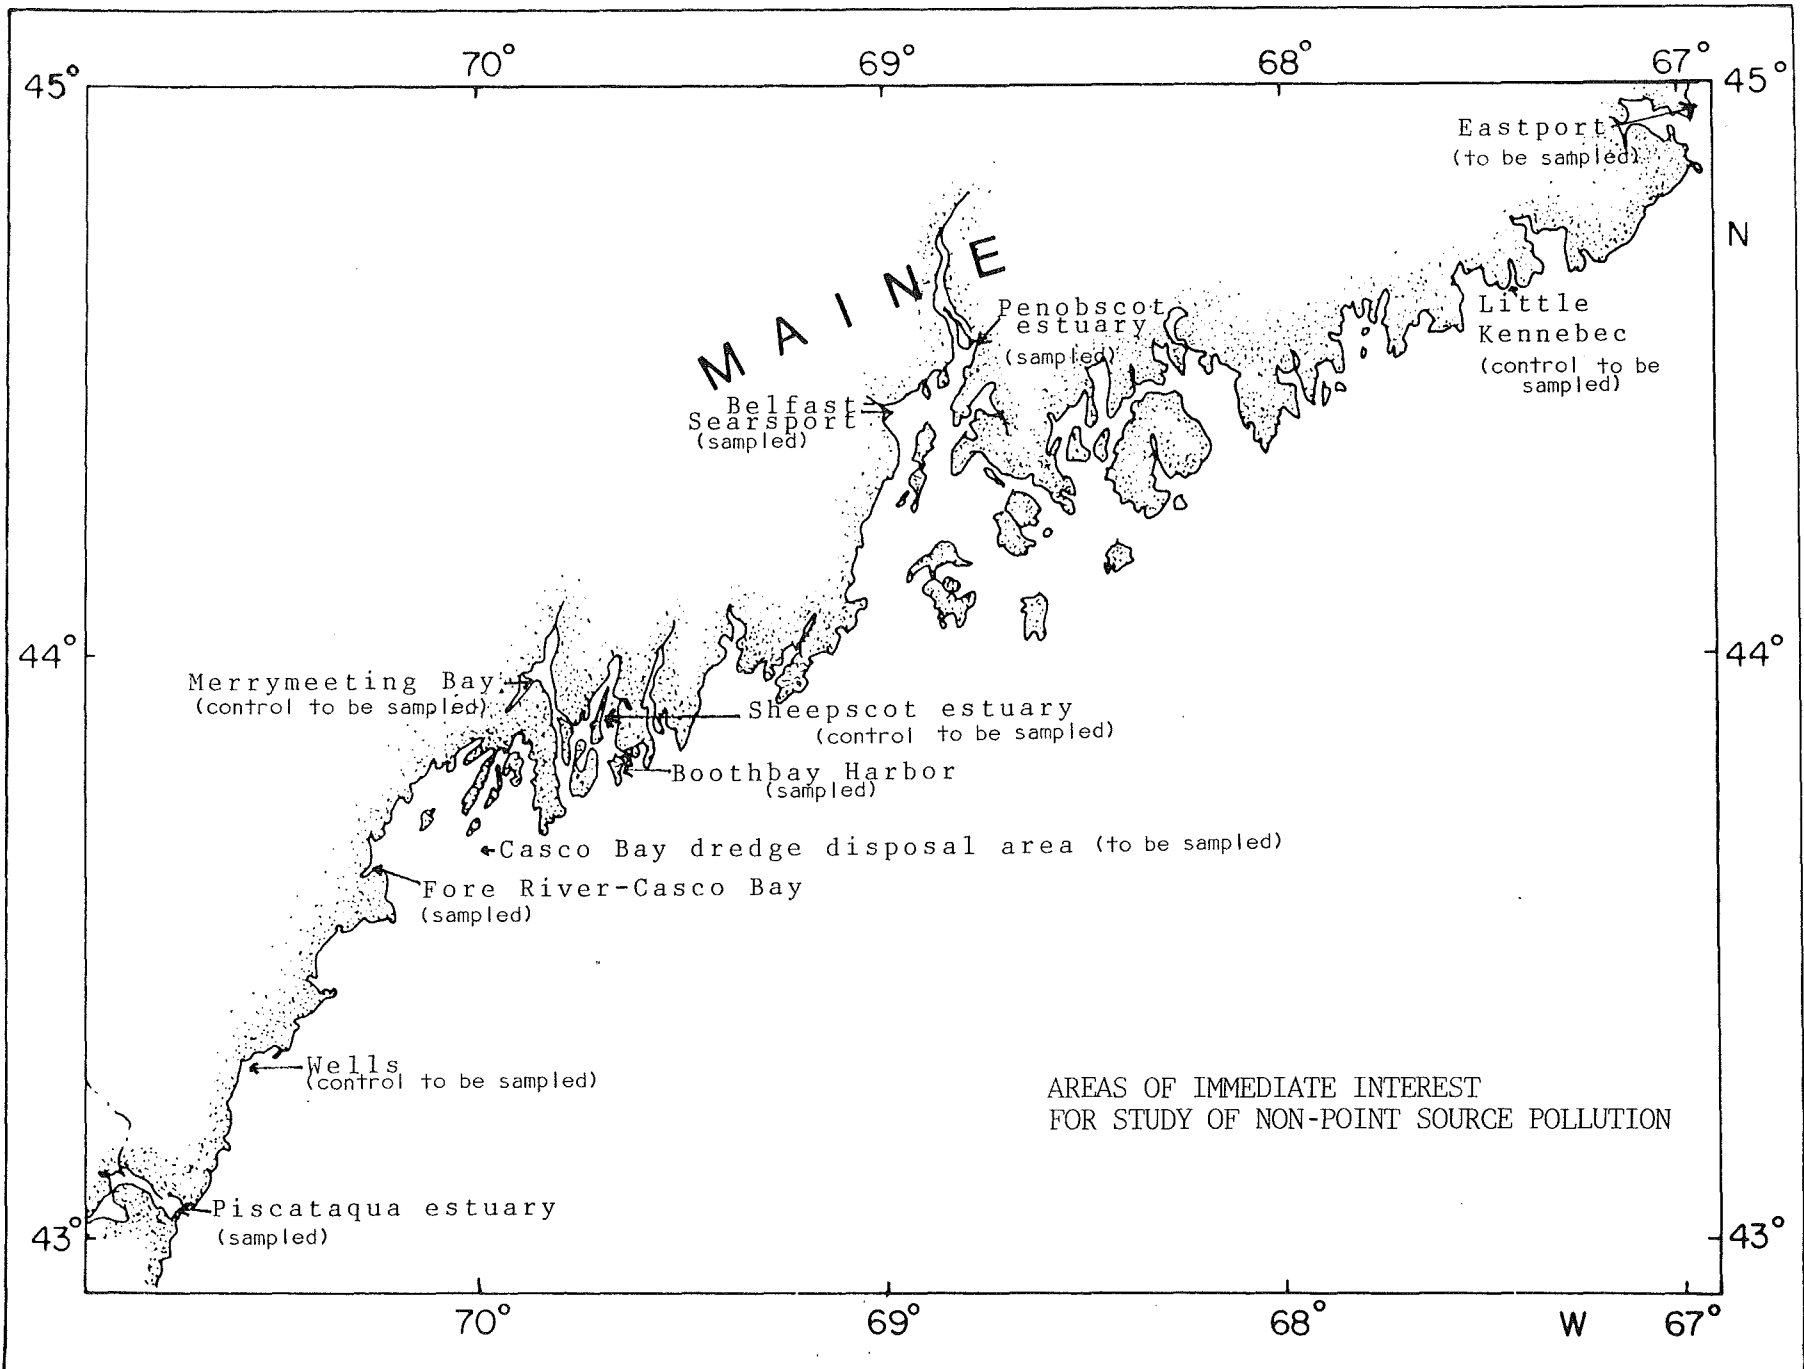 70° 69° 68° 67°
45° 45°
Eastport
(to be sampled)
N
MAINE
Penobscot
estuary
(sampled)
Little
Kennebec
(control to be
sampled)
Belfast
Searsport
(sampled)
44° 44°
Merrymeeting Bay
(control to be sampled)
Sheepscot estuary
(control to be sampled)
Boothbay Harbor
(sampled)
Casco Bay dredge disposal area (to be sampled)
Fore River-Casco Bay
(sampled)
Wells
(control to be sampled)
AREAS OF IMMEDIATE INTEREST
FOR STUDY OF NON-POINT SOURCE POLLUTION
Piscataqua estuary
(sampled)
43° 43°
70° 69° 68° W 67°